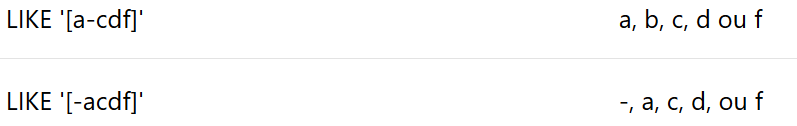 LIKE '[a-cdf]' a, b, c, d ou f
LIKE '[-acdf]' -, a, c, d, ou f